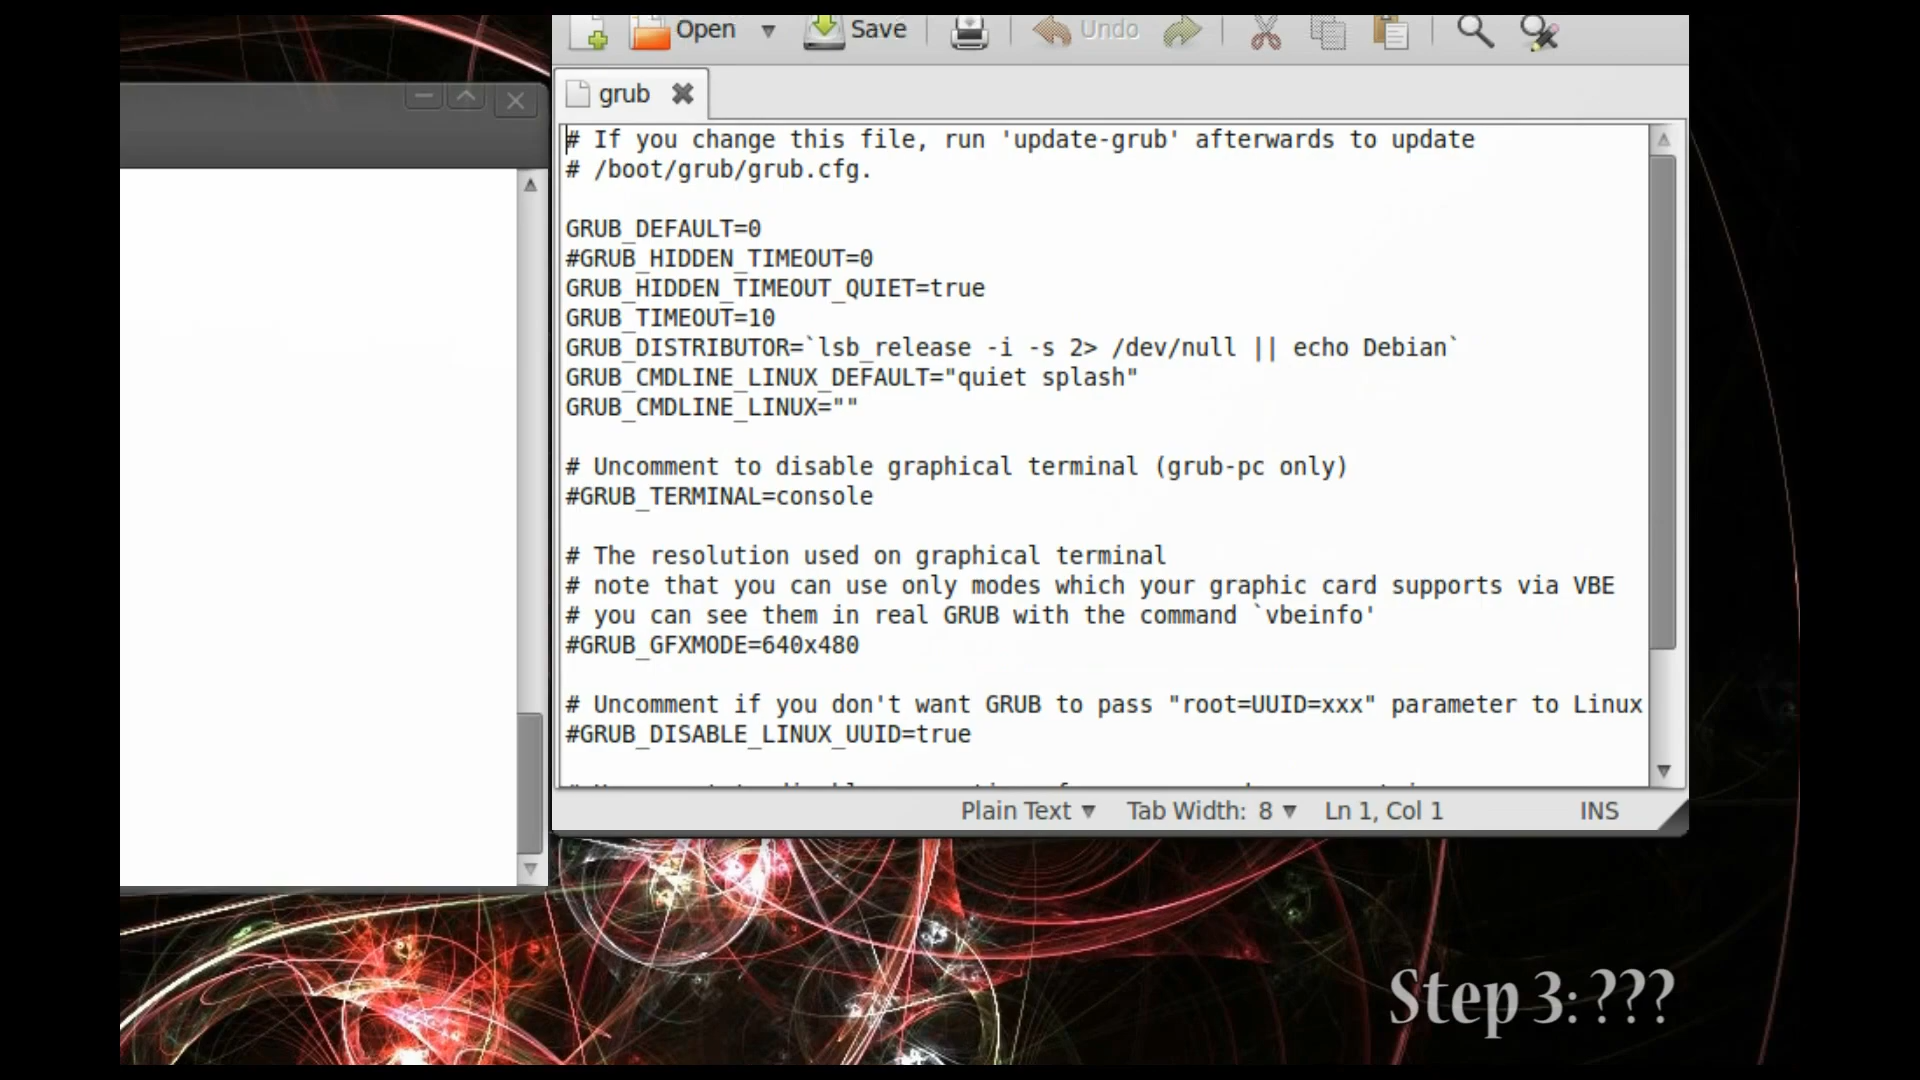 Open Save Undo
grub
# If you change this file, run 'update-grub' afterwards to update
# /boot/grub/grub.cfg.
GRUB_DEFAULT=0
#GRUB_HIDDEN_TIMEOUT=0
GRUB_HIDDEN_TIMEOUT_QUIET=true
GRUB_TIMEOUT=10
GRUB_DISTRIBUTOR=`lsb_release -i -s 2> /dev/null || echo Debian`
GRUB_CMDLINE_LINUX_DEFAULT="quiet splash"
GRUB_CMDLINE_LINUX=""
# Uncomment to disable graphical terminal (grub-pc only)
#GRUB_TERMINAL=console
# The resolution used on graphical terminal
# note that you can use only modes which your graphic card supports via VBE
# you can see them in real GRUB with the command `vbeinfo'
#GRUB_GFXMODE=640x480
# Uncomment if you don't want GRUB to pass "root=UUID=xxx" parameter to Linux
#GRUB_DISABLE_LINUX_UUID=true
Plain Text Tab Width: 8 Ln 1, Col 1 INS
Step 3: ???